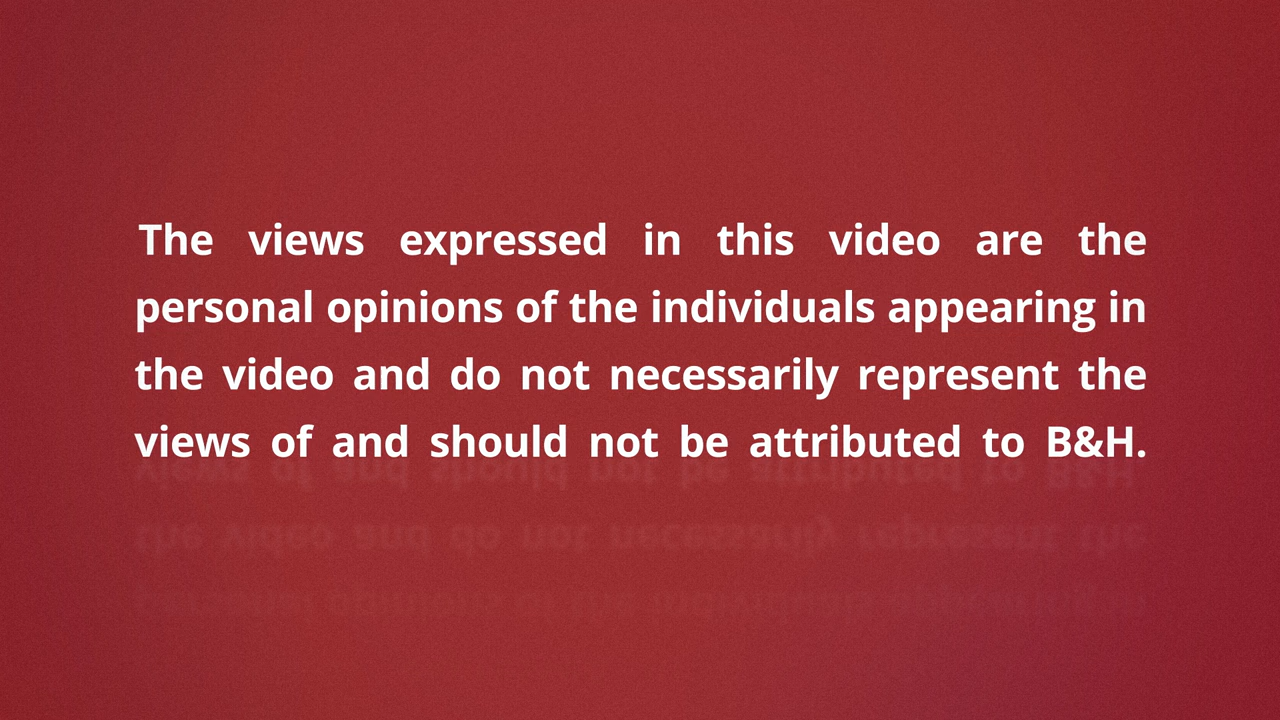 The views expressed in this video are the
personal opinions of the individuals appearing in
the video and do not necessarily represent the
views of and should not be attributed to B&H.